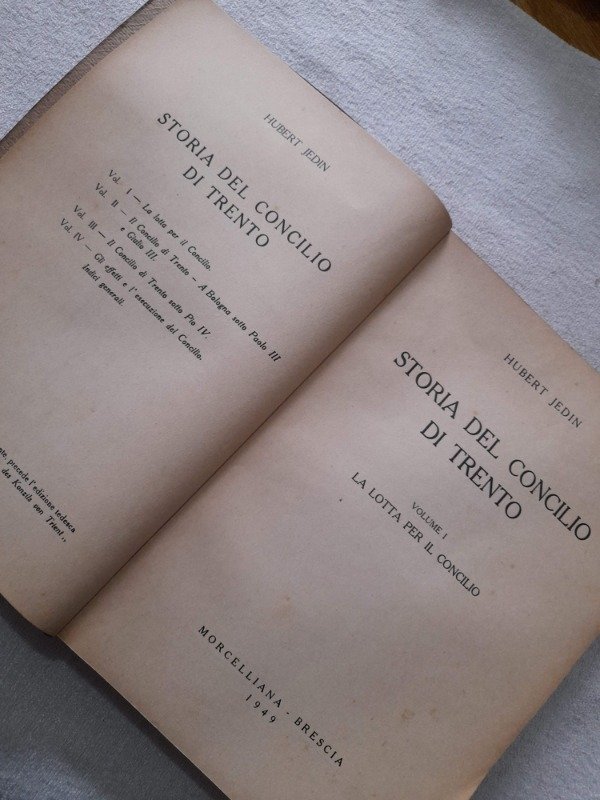 HUBERT JEDIN
STORIA DEL CONCILIO
DI TRENTO
Vol. I — La lotta per il Concilio.
Vol. II — Il Concilio di Trento - A Bologna sotto Paolo III
e Giulio III.
Vol. III — Il Concilio di Trento sotto Pio IV.
Vol. IV — Gli effetti e l'esecuzione del Concilio.
Indici generali.
precede l'edizione tedesca
des Konzils von Trient„
HUBERT JEDIN
STORIA DEL CONCILIO
DI TRENTO
VOLUME I
LA LOTTA PER IL CONCILIO
MORCELLIANA - BRESCIA
1949